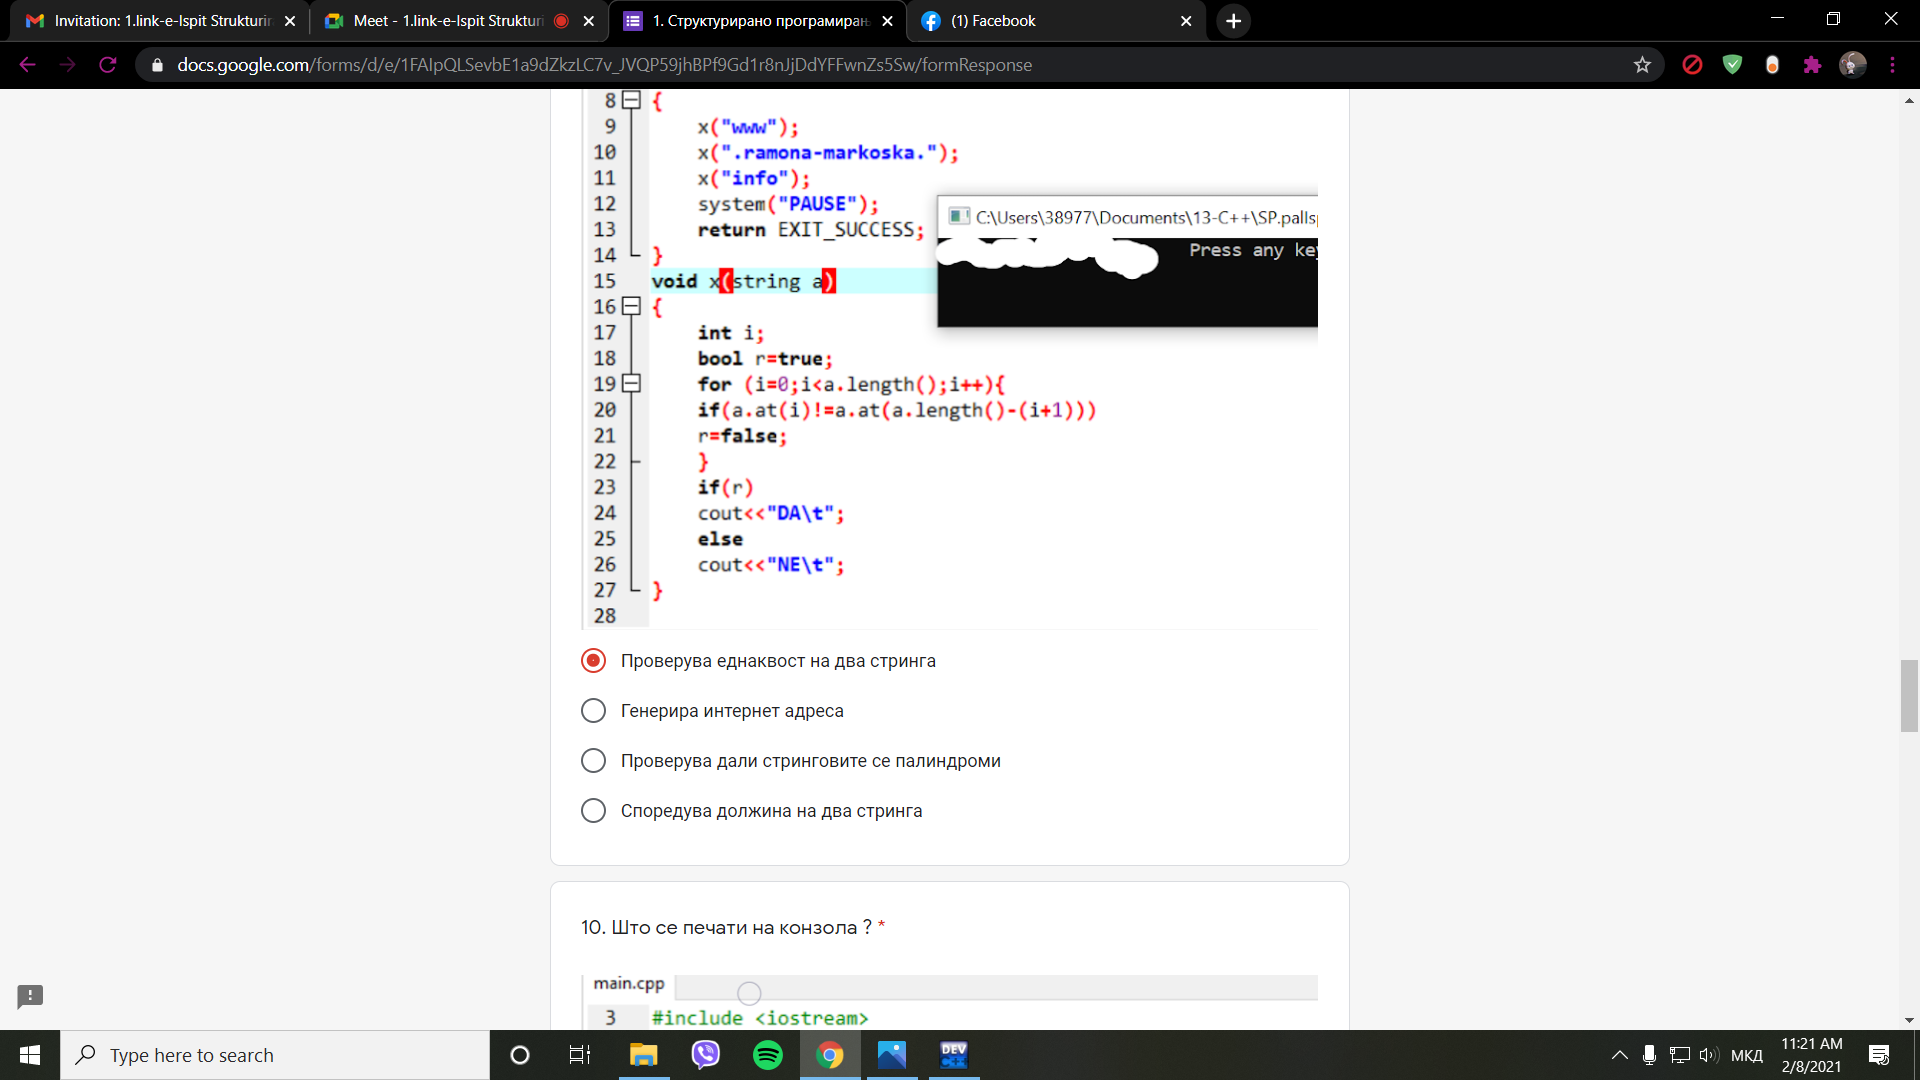 Invitation: 1.link-e-Ispit Strukturir
Meet - 1.link-e-Ispit Strukturi
1. Структурирано програмирањ
(1) Facebook
docs.google.com/forms/d/e/1FAIpQLSevbE1a9dZkzLC7v_JVQP59jhBPf9Gd1r8nJjDdYFFwnZs5Sw/formResponse
8 {
9 x("www");
10 x(".ramona-markoska.");
11 x("info");
12 system("PAUSE");
13 return EXIT_SUCCESS;
14 }
C:\Users\38977\Documents\13-C++\SP.palls
Press any key
15 void x(string a)
16 {
17 int i;
18 bool r=true;
19 for (i=0;i<a.length();i++){
20 if(a.at(i)!=a.at(a.length()-(i+1)))
21 r=false;
22 }
23 if(r)
24 cout<<"DA\t";
25 else
26 cout<<"NE\t";
27 }
28
Проверува еднаквост на два стринга
Генерира интернет адреса
Проверува дали стринговите се палиндроми
Споредува должина на два стринга
10. Што се печати на конзола ? *
main.cpp
3 #include <iostream>
Type here to search
DEV C++
МКД
11:21 AM
2/8/2021